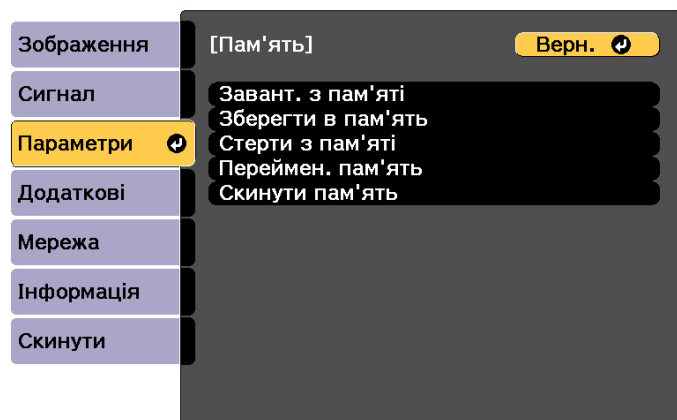 Зображення
Сигнал
Параметри
Додаткові
Мережа
Інформація
Скинути
[Пам'ять]
Верн.
Завант. з пам'яті
Зберегти в пам'ять
Стерти з пам'яті
Переймен. пам'ять
Скинути пам'ять